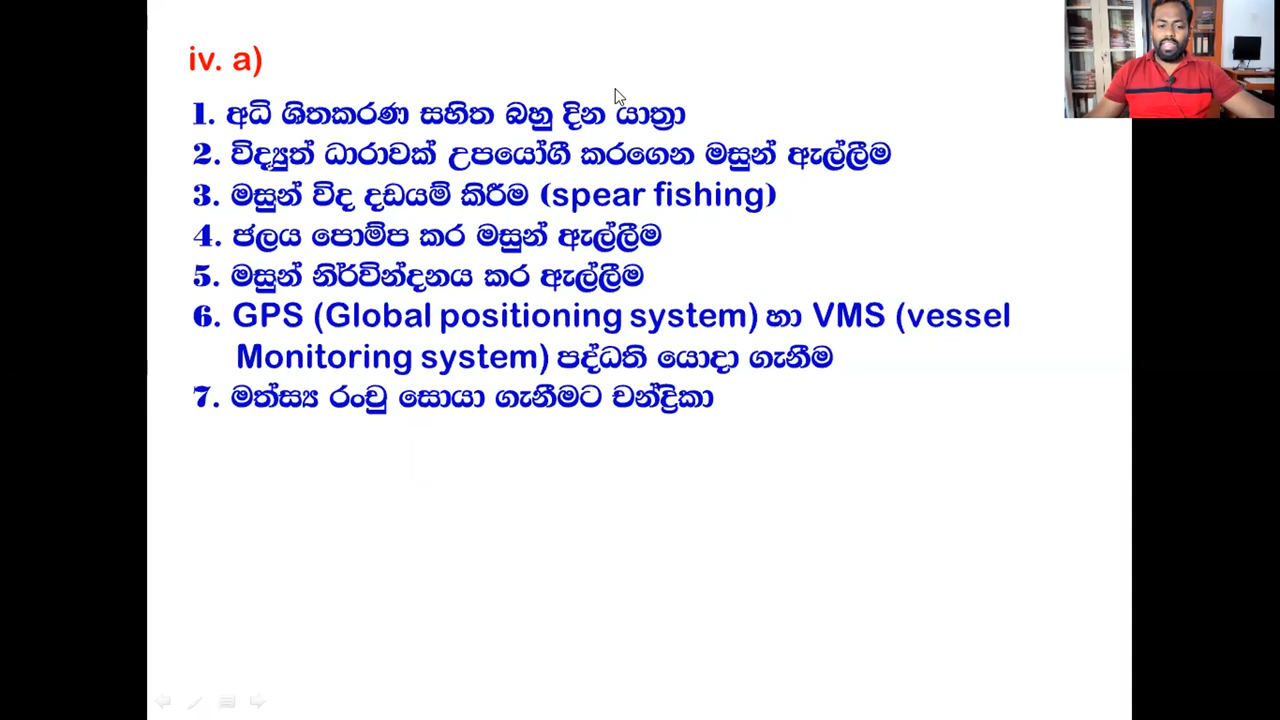 iv. a)
1. අධි ශිතකරණ සහිත බහු දින යාත්‍රා
2. විද්‍යුත් ධාරාවක් උපයෝගී කරගෙන මසුන් ඇල්ලීම
3. මසුන් විද දඩයම් කිරීම (spear fishing)
4. ජලය පොම්ප කර මසුන් ඇල්ලීම
5. මසුන් නිර්වින්දනය කර ඇල්ලීම
6. GPS (Global positioning system) හා VMS (vessel
Monitoring system) පද්ධති යොදා ගැනීම
7. මත්ස්‍ය රංචු සොයා ගැනීමට චන්ද්‍රිකා